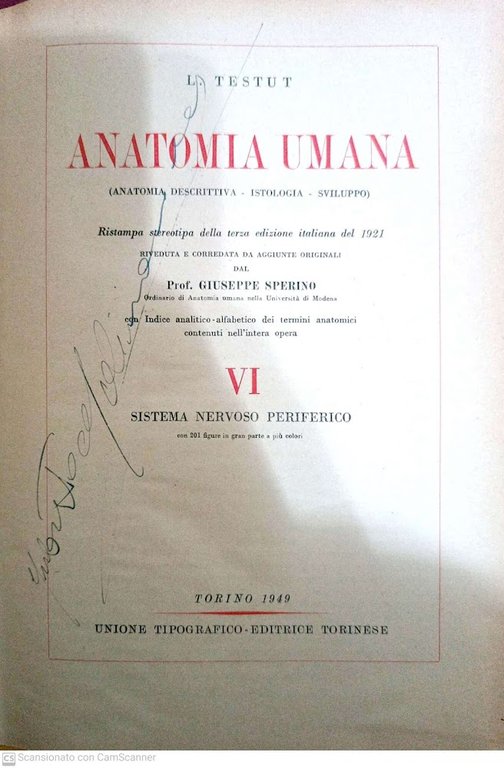 L. TESTUT
ANATOMIA UMANA
(ANATOMIA DESCRITTIVA - ISTOLOGIA - SVILUPPO)
Ristampa stereotipa della terza edizione italiana del 1921
RIVEDUTA E CORREDATA DA AGGIUNTE ORIGINALI
DAL
Prof. GIUSEPPE SPERINO
Ordinario di Anatomia umana nella Università di Modena
con Indice analitico-alfabetico dei termini anatomici
contenuti nell'intera opera
VI
SISTEMA NERVOSO PERIFERICO
con 201 figure in gran parte a più colori
TORINO 1949
UNIONE TIPOGRAFICO-EDITRICE TORINESE
CS Scansionato con CamScanner